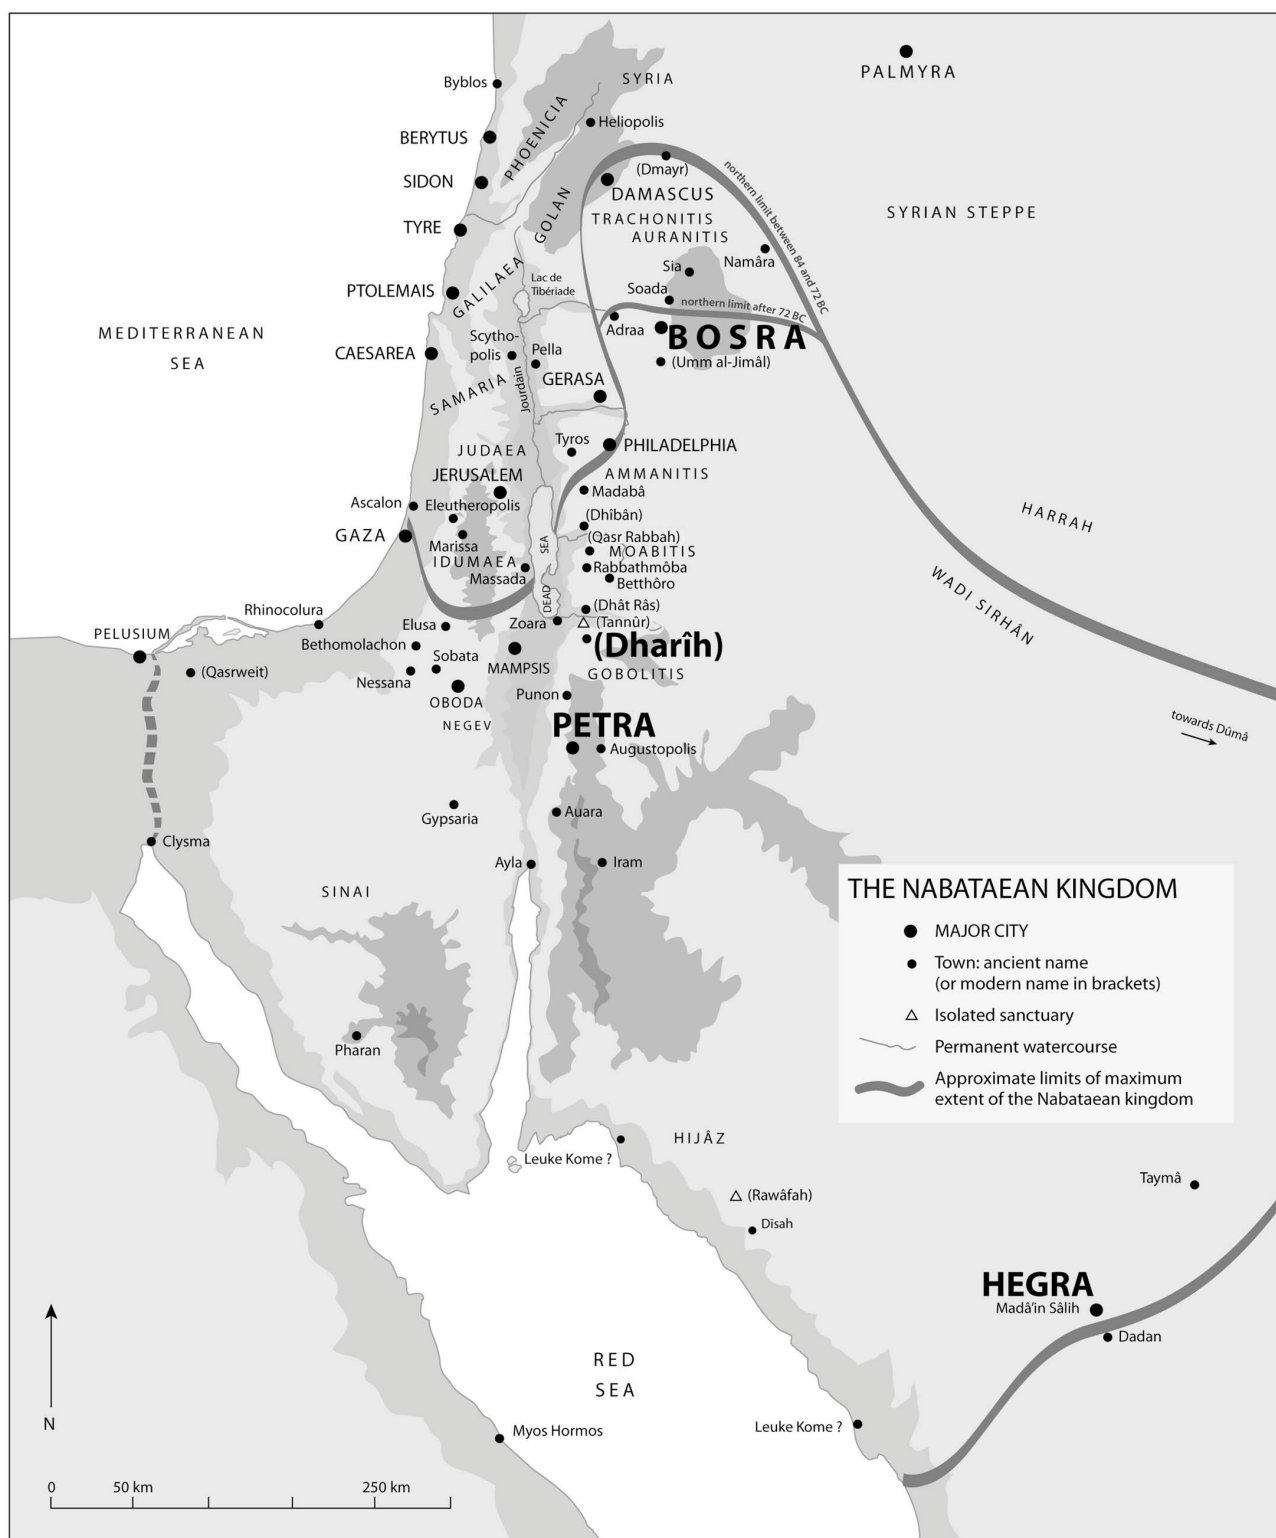 Byblos
SYRIA
PALMYRA
BERYTUS
PHOENICIA
Heliopolis
(Dmayr)
SIDON
DAMASCUS
northern limit between 84 and 72 BC
SYRIAN STEPPE
TYRE
GOLAN
TRACHONITIS
AURANITIS
Namâra
Sia
PTOLEMAIS
GALILAEA
Lac de
Tibériade
Soada
northern limit after 72 BC
MEDITERRANEAN
SEA
Adraa
BOSRA
CAESAREA
Scytho-
polis
Pella
(Umm al-Jimâl)
SAMARIA
Jourdain
GERASA
JUDAEA
Tyros
PHILADELPHIA
JERUSALEM
AMMANITIS
Madabâ
Ascalon
Eleutheropolis
(Dhîbân)
HARRAH
GAZA
Marissa
(Qasr Rabbah)
MOABITIS
IDUMAEA
Massada
DEAD SEA
Rabbathmôba
Betthôro
WADI SIRHÂN
Rhinocolura
(Dhât Râs)
Elusa
Zoara
(Tannûr)
PELUSIUM
Bethomolachon
(Dharîh)
(Qasrweit)
Sobata
MAMPSIS
GOBOLITIS
Nessana
OBODA
Punon
NEGEV
PETRA
towards Dûmâ
Augustopolis
Gypsaria
Auara
Clysma
Ayla
Iram
SINAI
THE NABATAEAN KINGDOM
MAJOR CITY
Town: ancient name
(or modern name in brackets)
Isolated sanctuary
Permanent watercourse
Approximate limits of maximum
extent of the Nabataean kingdom
Pharan
HIJÂZ
Leuke Kome ?
Taymâ
(Rawâfah)
Dīsah
HEGRA
Madâ'in Sâlih
Dadan
RED
SEA
N
Leuke Kome ?
Myos Hormos
0 50 km 250 km